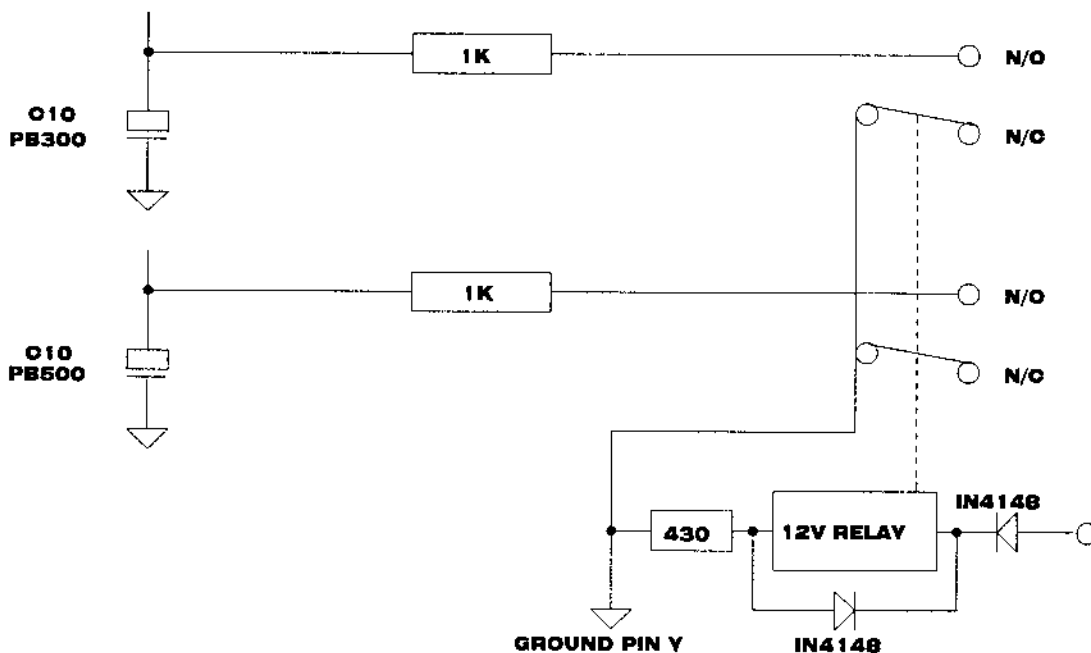 1K
N/O
C10
PB300
N/C
1K
N/O
C10
PB500
N/C
IN4148
430
12V RELAY
GROUND PIN Y
IN4148